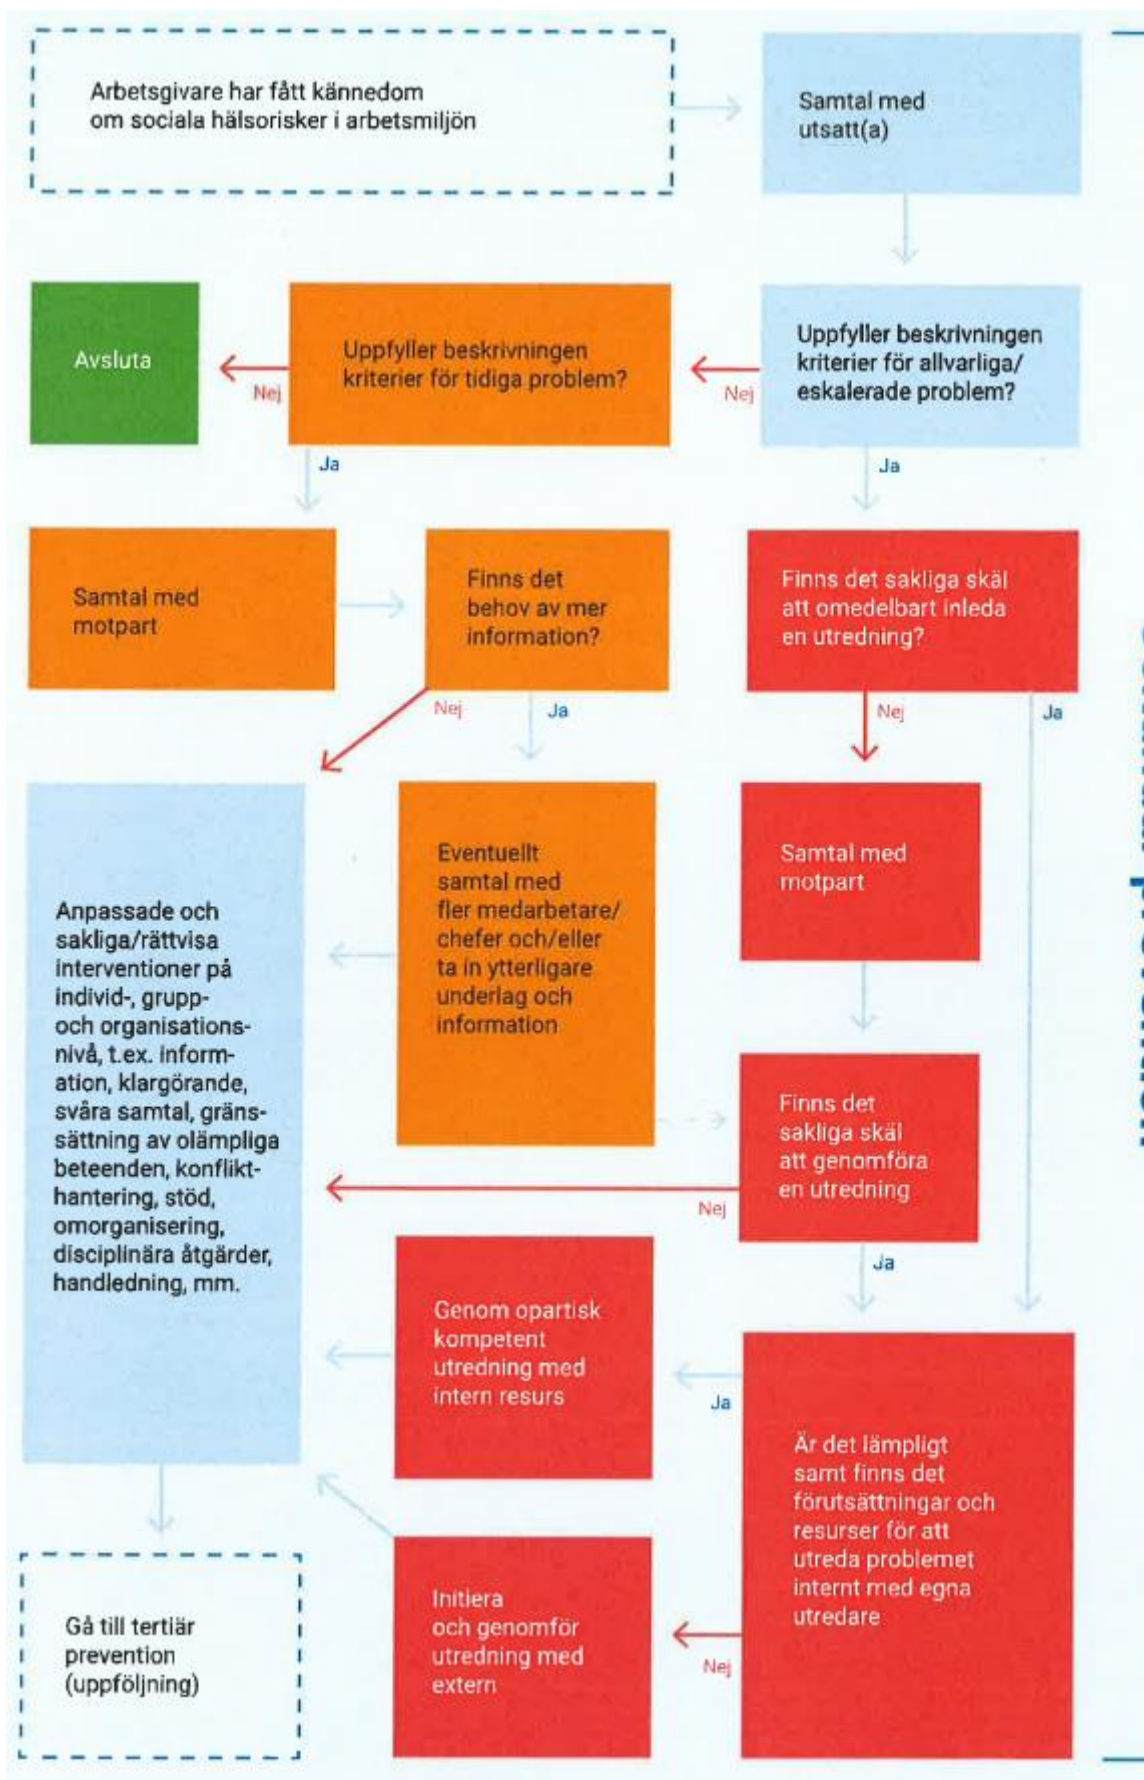 Arbetsgivare har fått kännedom
om sociala hälsorisker i arbetsmiljön
Samtal med
utsatt(a)
Avsluta
Nej
Uppfyller beskrivningen
kriterier för tidiga problem?
Nej
Uppfyller beskrivningen
kriterier för allvarliga/
eskalerade problem?
Ja
Ja
Samtal med
motpart
Finns det
behov av mer
information?
Finns det sakliga skäl
att omedelbart inleda
en utredning?
Nej
Ja
Nej
Ja
Anpassade och
sakliga/rättvisa
interventioner på
individ-, grupp-
och organisations-
nivå, t.ex. inform-
ation, klargörande,
svåra samtal, gräns-
sättning av olämpliga
beteenden, konflikt-
hantering, stöd,
omorganisering,
disciplinära åtgärder,
handledning, mm.
Eventuellt
samtal med
fler medarbetare/
chefer och/eller
ta in ytterligare
underlag och
information
Samtal med
motpart
Finns det
sakliga skäl
att genomföra
en utredning
Nej
Ja
Genom opartisk
kompetent
utredning med
intern resurs
Ja
Är det lämpligt
samt finns det
förutsättningar och
resurser för att
utreda problemet
internt med egna
utredare
Initiera
och genomför
utredning med
extern
Nej
Gå till tertiär
prevention
(uppföljning)